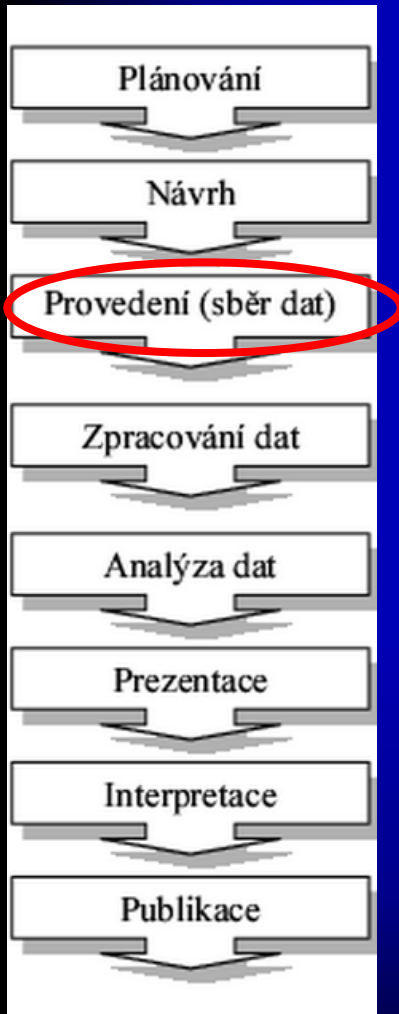 Plánování
Návrh
Provedení (sběr dat)
Zpracování dat
Analýza dat
Prezentace
Interpretace
Publikace